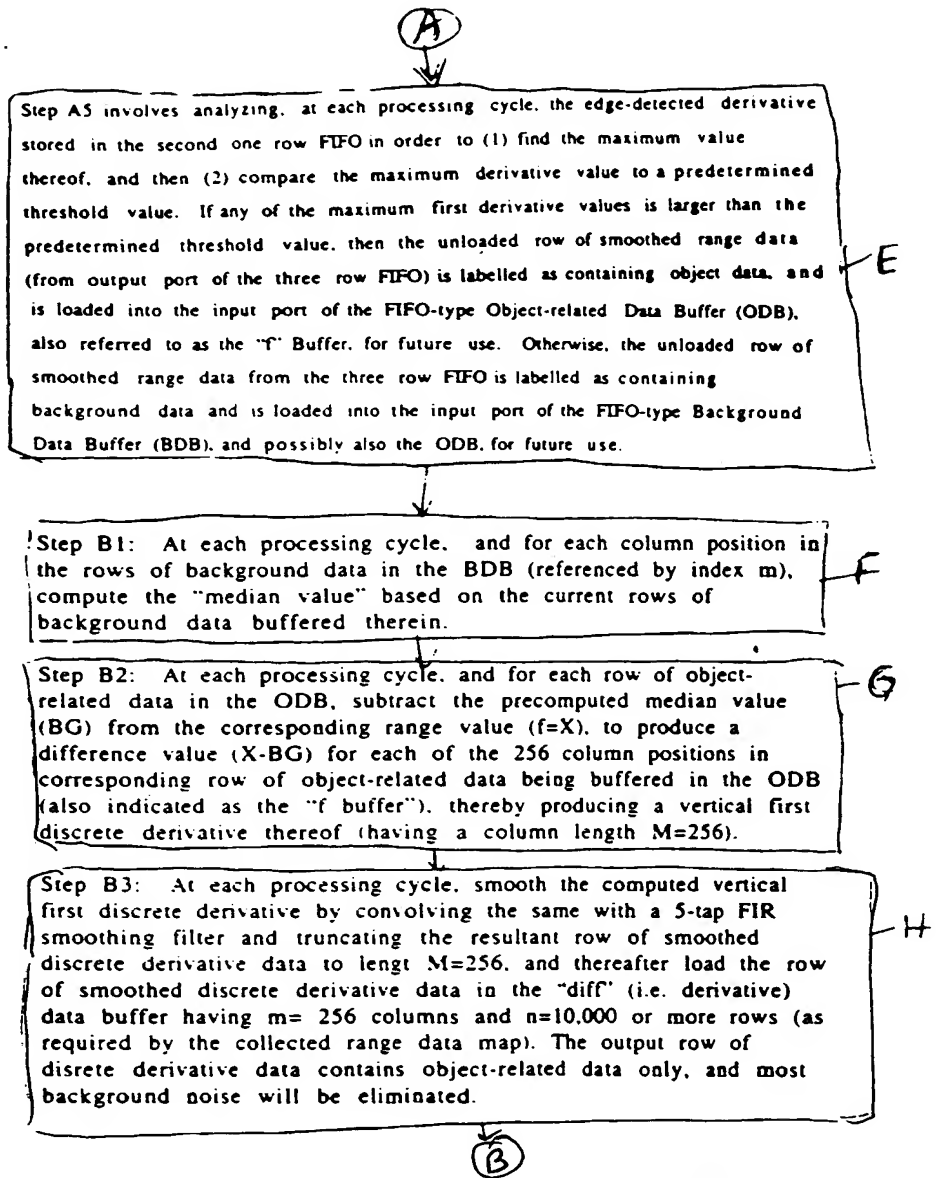 A
Step A5 involves analyzing, at each processing cycle, the edge-detected derivative
stored in the second one row FIFO in order to (1) find the maximum value
thereof, and then (2) compare the maximum derivative value to a predetermined
threshold value. If any of the maximum first derivative values is larger than the
predetermined threshold value, then the unloaded row of smoothed range data
(from output port of the three row FIFO) is labelled as containing object data, and
is loaded into the input port of the FIFO-type Object-related Data Buffer (ODB),
also referred to as the "f" Buffer, for future use. Otherwise, the unloaded row of
smoothed range data from the three row FIFO is labelled as containing
background data and is loaded into the input port of the FIFO-type Background
Data Buffer (BDB), and possibly also the ODB, for future use.
E
Step B1: At each processing cycle, and for each column position in
the rows of background data in the BDB (referenced by index m),
compute the "median value" based on the current rows of
background data buffered therein.
F
Step B2: At each processing cycle, and for each row of object-
related data in the ODB, subtract the precomputed median value
(BG) from the corresponding range value (f=X), to produce a
difference value (X-BG) for each of the 256 column positions in
corresponding row of object-related data being buffered in the ODB
(also indicated as the "f buffer"), thereby producing a vertical first
discrete derivative thereof (having a column length M=256).
G
Step B3: At each processing cycle, smooth the computed vertical
first discrete derivative by convolving the same with a 5-tap FIR
smoothing filter and truncating the resultant row of smoothed
discrete derivative data to lengt M=256, and thereafter load the row
of smoothed discrete derivative data in the "diff" (i.e. derivative)
data buffer having m= 256 columns and n=10,000 or more rows (as
required by the collected range data map). The output row of
discrete derivative data contains object-related data only, and most
background noise will be eliminated.
H
B